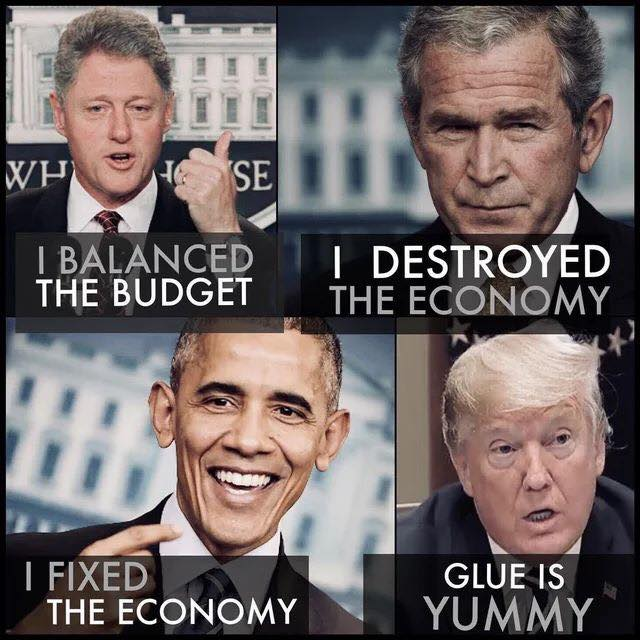 WH
SE
I BALANCED
THE BUDGET
I DESTROYED
THE ECONOMY
I FIXED
THE ECONOMY
GLUE IS
YUMMY